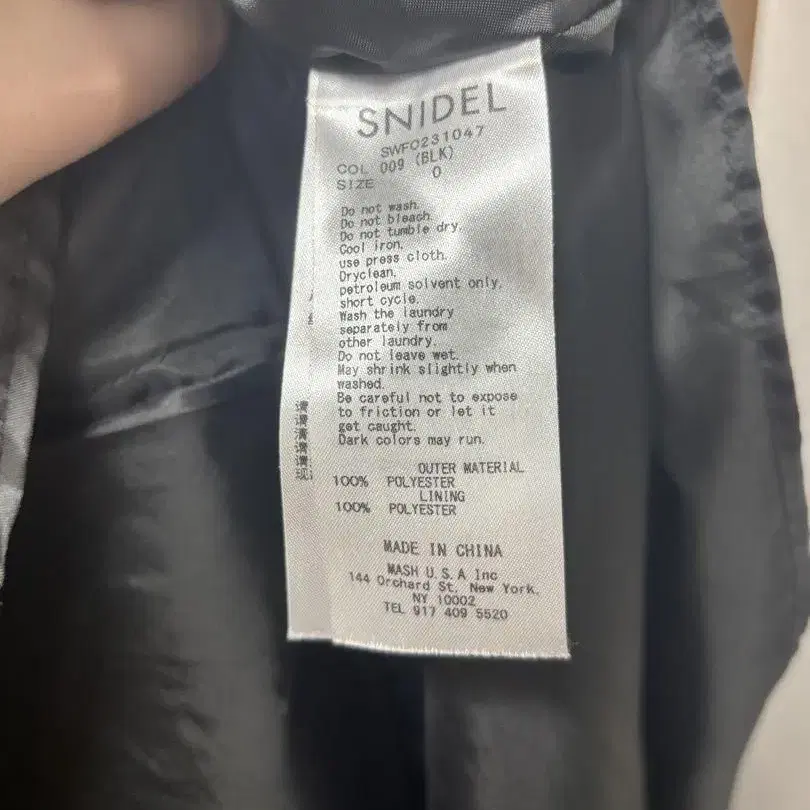 SNIDEL
SWFO231047
COL 009 (BLK)
SIZE 0
Do not wash.
Do not bleach.
Do not tumble dry.
Cool iron.
use press cloth.
Dryclean.
petroleum solvent only.
short cycle.
Wash the laundry
separately from
other laundry.
Do not leave wet.
May shrink slightly when
washed.
Be careful not to expose
to friction or let it
get caught.
Dark colors may run.
OUTER MATERIAL
100% POLYESTER
LINING
100% POLYESTER
MADE IN CHINA
MASH U.S.A Inc
144 Orchard St, New York.
NY 10002
TEL 917 409 5520